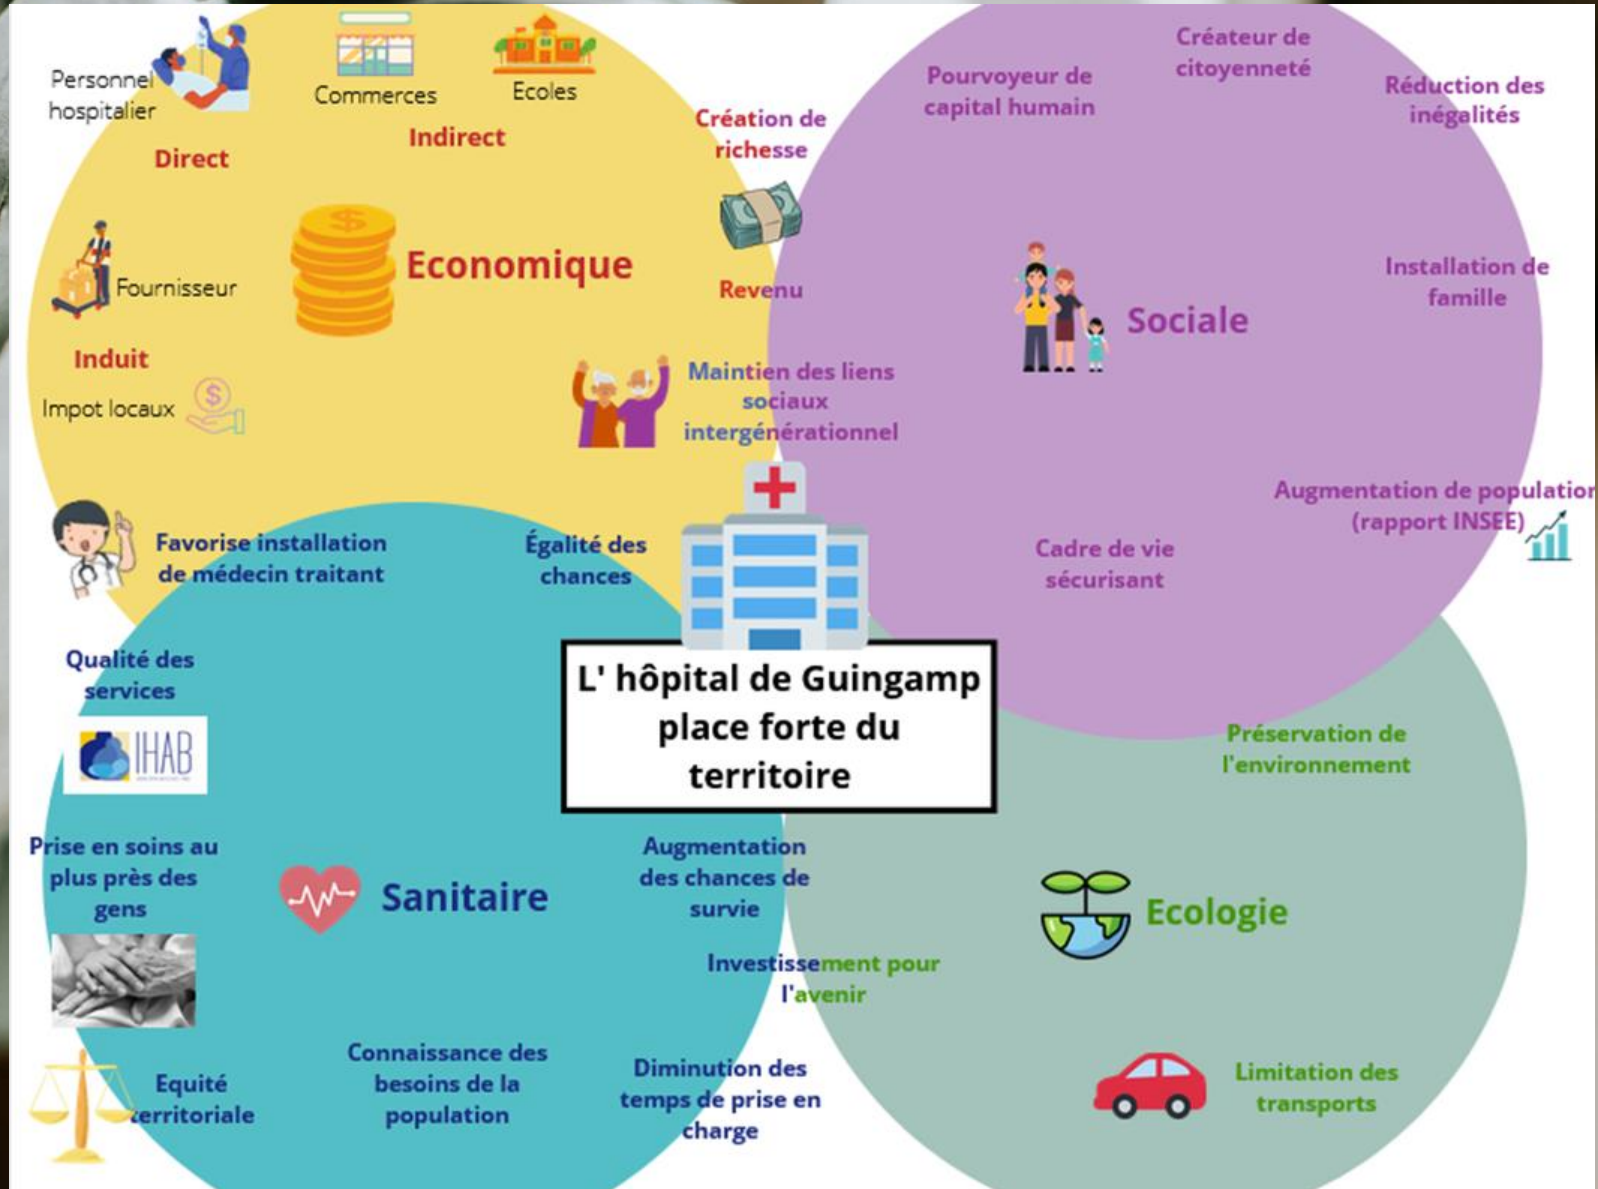 Personnel
hospitalier
Direct
Commerces
Ecoles
Indirect
Création de
richesse
Economique
Revenu
Fournisseur
Induit
Impot locaux
Maintien des liens
sociaux
intergénérationnel
Pourvoyeur de
capital humain
Créateur de
citoyenneté
Réduction des
inégalités
Installation de
famille
Sociale
Augmentation de population
(rapport INSEE)
Cadre de vie
sécurisant
Favorise installation
de médecin traitant
Égalité des
chances
L' hôpital de Guingamp
place forte du
territoire
Qualité des
services
IHAB
Prise en soins au
plus près des
gens
Sanitaire
Augmentation
des chances de
survie
Investissement pour
l'avenir
Equité
territoriale
Connaissance des
besoins de la
population
Diminution des
temps de prise en
charge
Préservation de
l'environnement
Ecologie
Limitation des
transports